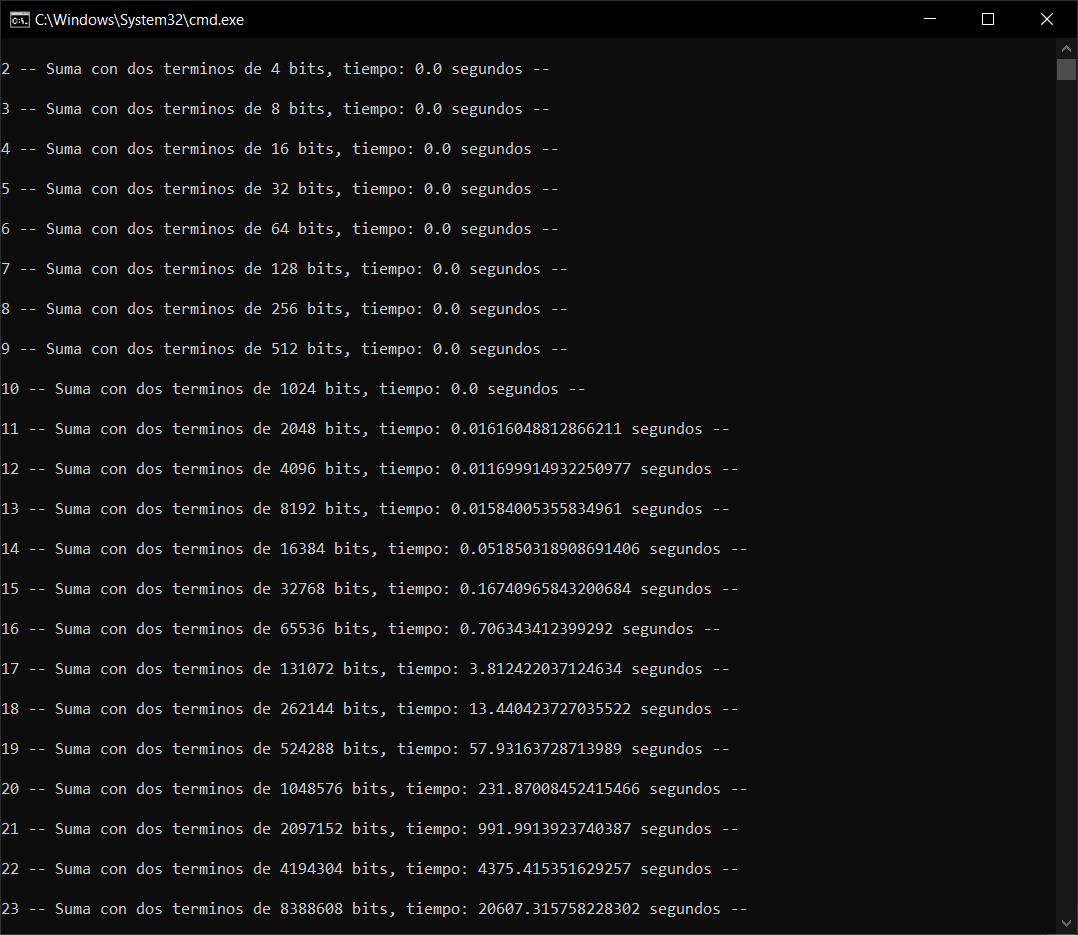 C:\Windows\System32\cmd.exe
2 -- Suma con dos terminos de 4 bits, tiempo: 0.0 segundos --
3 -- Suma con dos terminos de 8 bits, tiempo: 0.0 segundos --
4 -- Suma con dos terminos de 16 bits, tiempo: 0.0 segundos --
5 -- Suma con dos terminos de 32 bits, tiempo: 0.0 segundos --
6 -- Suma con dos terminos de 64 bits, tiempo: 0.0 segundos --
7 -- Suma con dos terminos de 128 bits, tiempo: 0.0 segundos --
8 -- Suma con dos terminos de 256 bits, tiempo: 0.0 segundos --
9 -- Suma con dos terminos de 512 bits, tiempo: 0.0 segundos --
10 -- Suma con dos terminos de 1024 bits, tiempo: 0.0 segundos --
11 -- Suma con dos terminos de 2048 bits, tiempo: 0.01616048812866211 segundos --
12 -- Suma con dos terminos de 4096 bits, tiempo: 0.011699914932250977 segundos --
13 -- Suma con dos terminos de 8192 bits, tiempo: 0.01584005355834961 segundos --
14 -- Suma con dos terminos de 16384 bits, tiempo: 0.051850318908691406 segundos --
15 -- Suma con dos terminos de 32768 bits, tiempo: 0.16740965843200684 segundos --
16 -- Suma con dos terminos de 65536 bits, tiempo: 0.706343412399292 segundos --
17 -- Suma con dos terminos de 131072 bits, tiempo: 3.812422037124634 segundos --
18 -- Suma con dos terminos de 262144 bits, tiempo: 13.440423727035522 segundos --
19 -- Suma con dos terminos de 524288 bits, tiempo: 57.93163728713989 segundos --
20 -- Suma con dos terminos de 1048576 bits, tiempo: 231.87008452415466 segundos --
21 -- Suma con dos terminos de 2097152 bits, tiempo: 991.9913923740387 segundos --
22 -- Suma con dos terminos de 4194304 bits, tiempo: 4375.415351629257 segundos --
23 -- Suma con dos terminos de 8388608 bits, tiempo: 20607.315758228302 segundos --